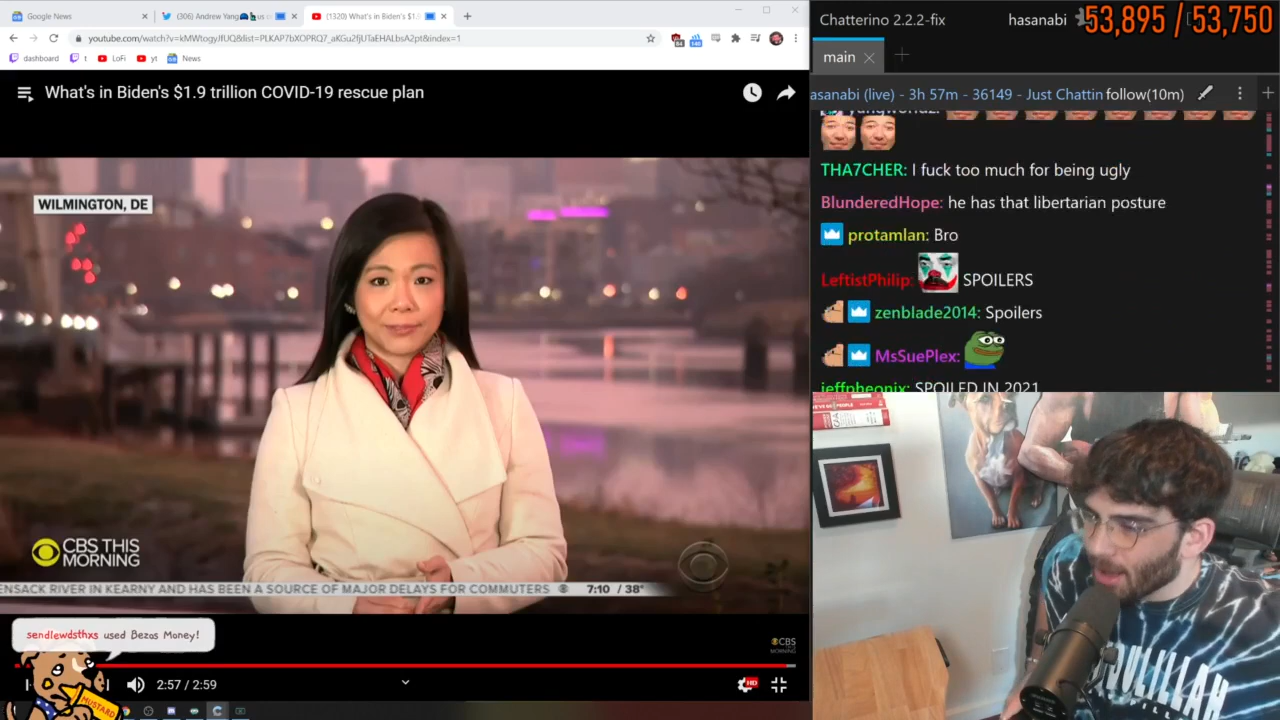 Google News
(306) Andrew Yang
(1320) What's in Biden's $1.
youtube.com/watch?v=kMWtogyJfUQ&list=PLKAP7bXOPRQ7_aKGu2fjUTaEHALbsA2pt&index=1
dashboard
t
LoFi
yt
News
What's in Biden's $1.9 trillion COVID-19 rescue plan
WILMINGTON, DE
CBS THIS
MORNING
ENSACK RIVER IN KEARNY AND HAS BEEN A SOURCE OF MAJOR DELAYS FOR COMMUTERS
7:10 / 38°
sendlewdsthxs used Bezos Money!
CBS
MORNING
MUSTARD
2:57 / 2:59
HD
Chatterino 2.2.2-fix
hasanabi
53,895 / 53,750
main
asanabi (live) - 3h 57m - 36149 - Just Chattin
follow(10m)
THA7CHER: I fuck too much for being ugly
BlunderedHope: he has that libertarian posture
protamlan: Bro
LeftistPhilip: SPOILERS
zenblade2014: Spoilers
MsSuePlex:
jeffpheonix: SPOILED IN 2021